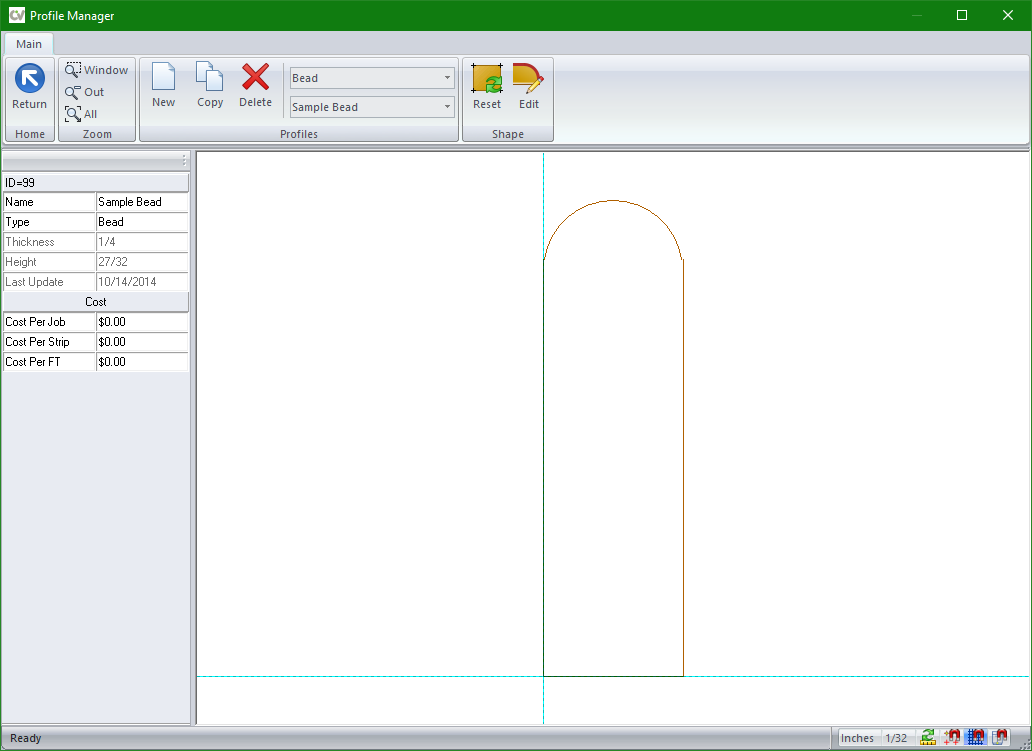 CV Profile Manager
Main
Return
Home
Window
Out
All
Zoom
New
Copy
Delete
Bead
Sample Bead
Profiles
Reset
Edit
Shape
ID=99
Name Sample Bead
Type Bead
Thickness 1/4
Height 27/32
Last Update 10/14/2014
Cost
Cost Per Job $0.00
Cost Per Strip $0.00
Cost Per FT $0.00
Ready
Inches 1/32